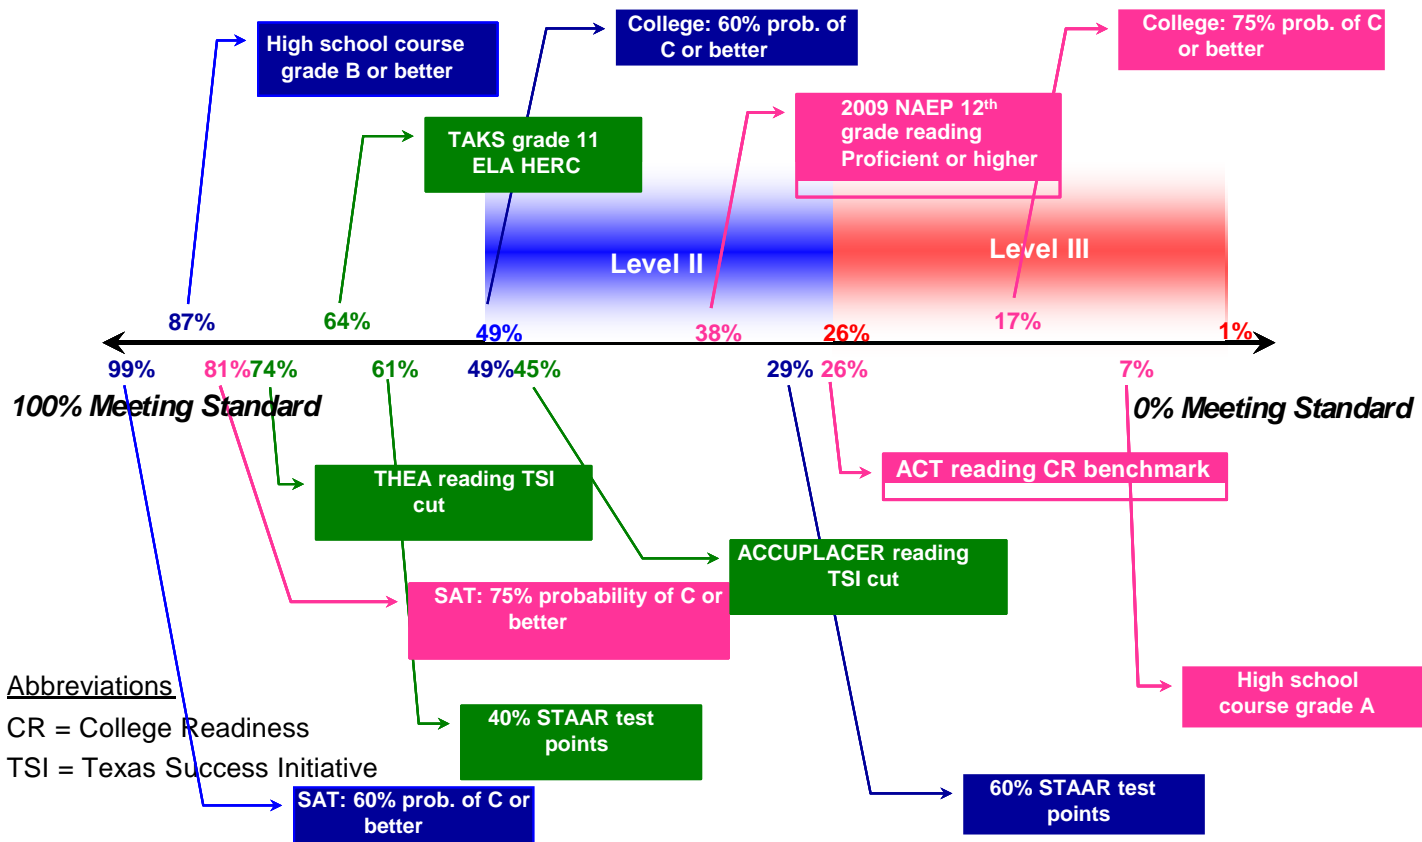 College: 60% prob. of
C or better
College: 75% prob. of C
or better
High school course
grade B or better
2009 NAEP 12th
grade reading
Proficient or higher
TAKS grade 11
ELA HERC
Level II
Level III
87%
64%
49%
38%
26%
17%
1%
99%
81%
74%
61%
49%
45%
29%
26%
7%
100% Meeting Standard
0% Meeting Standard
THEA reading TSI
cut
ACT reading CR benchmark
ACCUPLACER reading
TSI cut
SAT: 75% probability of C or
better
High school
course grade A
Abbreviations
CR = College Readiness
TSI = Texas Success Initiative
40% STAAR test
points
60% STAAR test
points
SAT: 60% prob. of C or
better